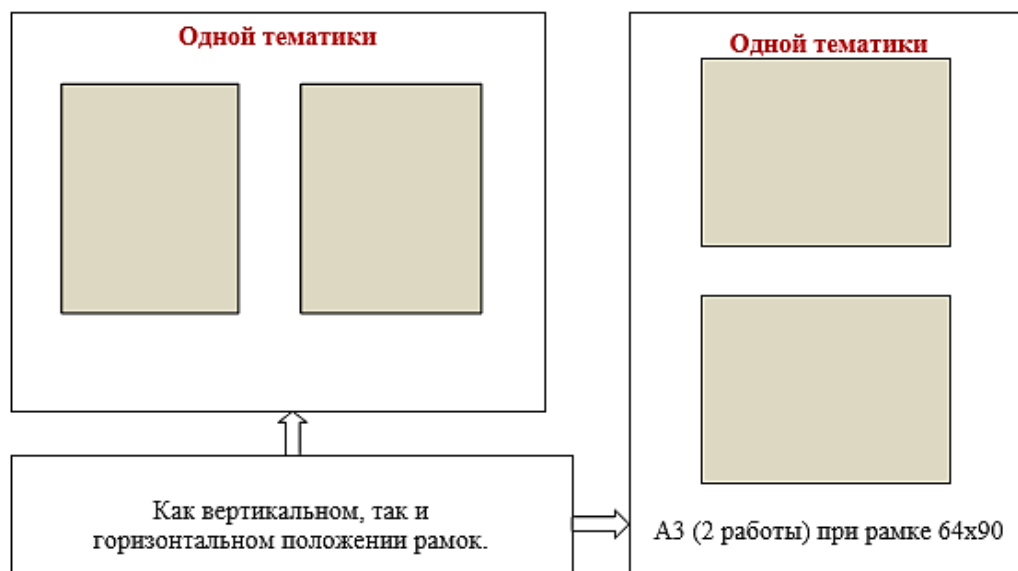 Одной тематики
Одной тематики
Как вертикальном, так и
горизонтальном положении рамок.
А3 (2 работы) при рамке 64х90